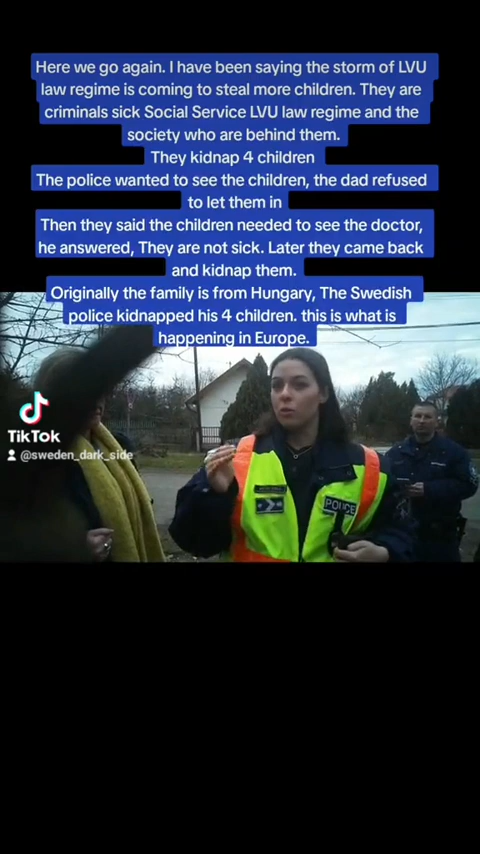 Here we go again. I have been saying the storm of LVU
law regime is coming to steal more children. They are
criminals sick Social Service LVU law regime and the
society who are behind them.
They kidnap 4 children
The police wanted to see the children, the dad refused
to let them in
Then they said the children needed to see the doctor,
he answered, They are not sick. Later they came back
and kidnap them.
Originally the family is from Hungary, The Swedish
police kidnapped his 4 children. this is what is
happening in Europe.
TikTok
@sweden_dark_side
POLICE